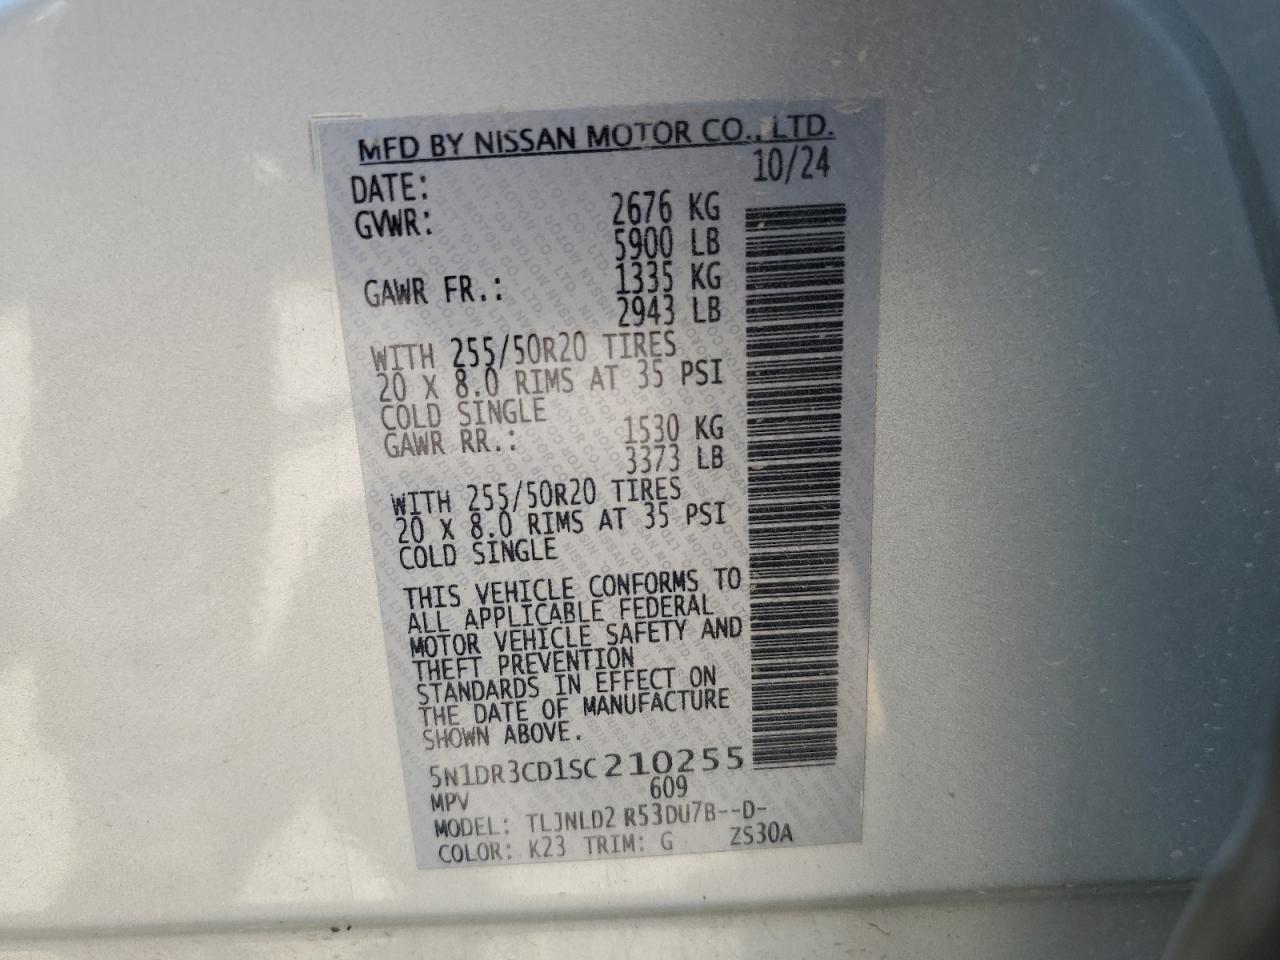 MFD BY NISSAN MOTOR CO., LTD.
DATE: 10/24
GVWR: 2676 KG
5900 LB
GAWR FR.: 1335 KG
2943 LB
WITH 255/50R20 TIRES
20 X 8.0 RIMS AT 35 PSI
COLD SINGLE
GAWR RR.: 1530 KG
3373 LB
WITH 255/50R20 TIRES
20 X 8.0 RIMS AT 35 PSI
COLD SINGLE
THIS VEHICLE CONFORMS TO
ALL APPLICABLE FEDERAL
MOTOR VEHICLE SAFETY AND
THEFT PREVENTION
STANDARDS IN EFFECT ON
THE DATE OF MANUFACTURE
SHOWN ABOVE.
5N1DR3CD1SC210255
MPV 609
MODEL: TLJNLD2 R53DU7B--D-
COLOR: K23 TRIM: G ZS30A